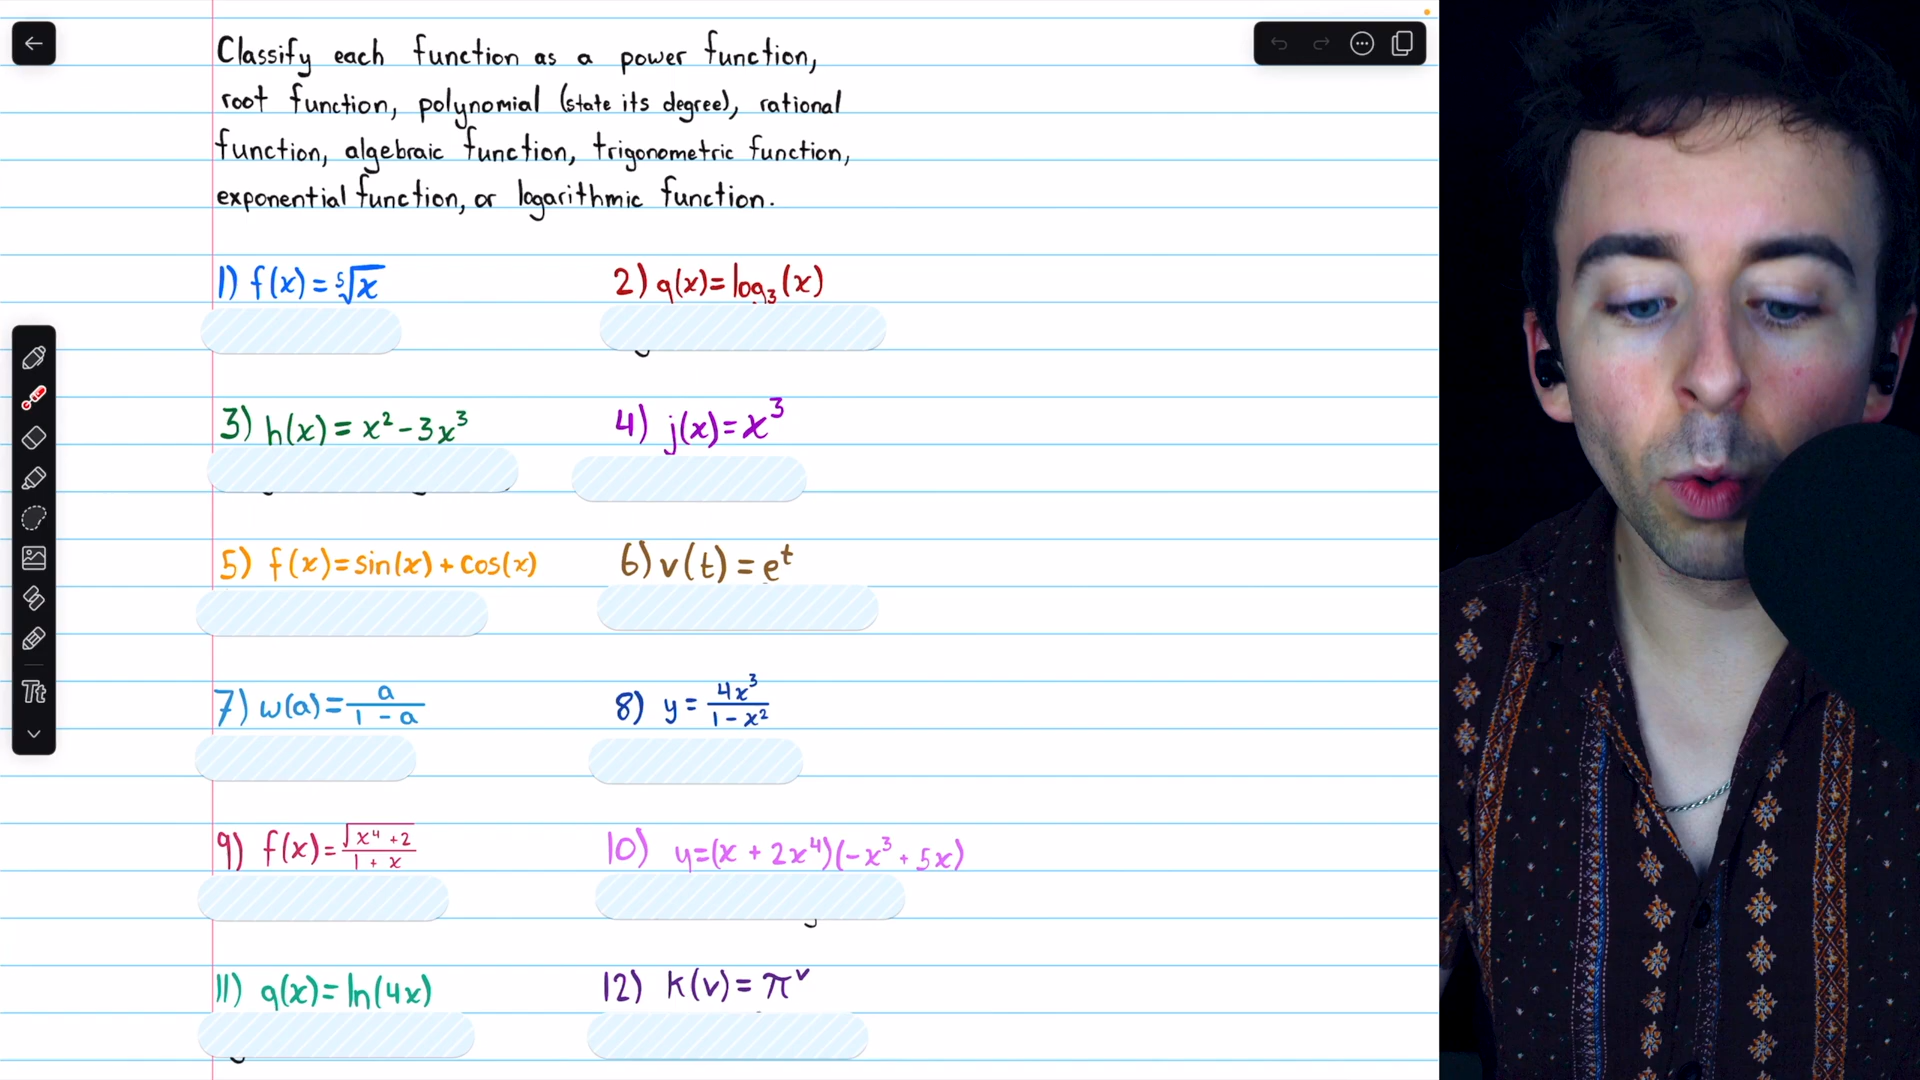 Classify each function as a power function,
root function, polynomial (state its degree), rational
function, algebraic function, trigonometric function,
exponential function, or logarithmic function.
1) f(x) = ⁵√x
2) g(x) = log₃(x)
3) h(x) = x² - 3x³
4) j(x) = x³
5) f(x) = sin(x) + cos(x)
6) v(t) = eᵗ
7) w(a) = a/(1 - a)
8) y = 4x³/(1 - x²)
9) f(x) = √(x⁴ + 2)/(1 + x)
10) y = (x + 2x⁴)(-x³ + 5x)
11) g(x) = ln(4x)
12) k(v) = πᵛ
Tt